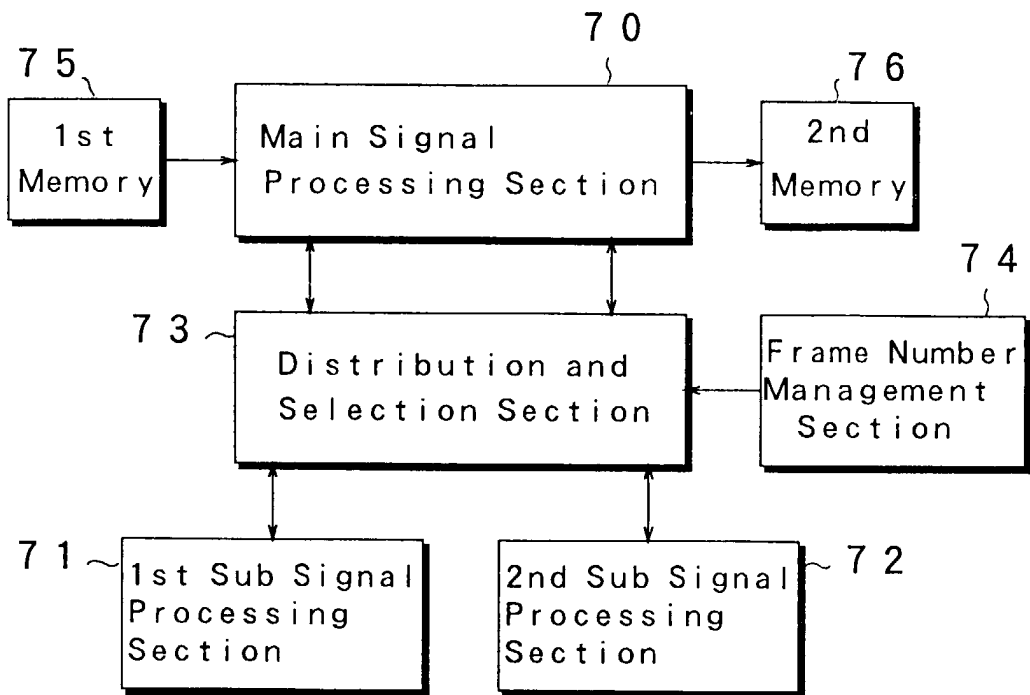 70
75
76
1st
Memory
Main Signal
Processing Section
2nd
Memory
74
73
Distribution and
Selection Section
Frame Number
Management
Section
71
1st Sub Signal
Processing
Section
2nd Sub Signal
Processing
Section
72